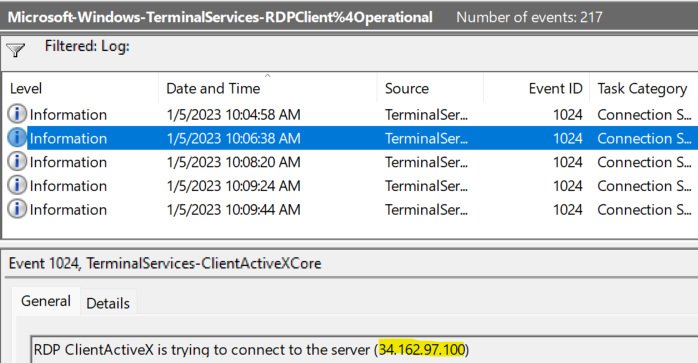 Microsoft-Windows-TerminalServices-RDPClient%4Operational Number of events: 217
Filtered: Log:
Level Date and Time Source Event ID Task Category
Information 1/5/2023 10:04:58 AM TerminalSer... 1024 Connection S...
Information 1/5/2023 10:06:38 AM TerminalSer... 1024 Connection S...
Information 1/5/2023 10:08:20 AM TerminalSer... 1024 Connection S...
Information 1/5/2023 10:09:24 AM TerminalSer... 1024 Connection S...
Information 1/5/2023 10:09:44 AM TerminalSer... 1024 Connection S...
Event 1024, TerminalServices-ClientActiveXCore
General Details
RDP ClientActiveX is trying to connect to the server (34.162.97.100)